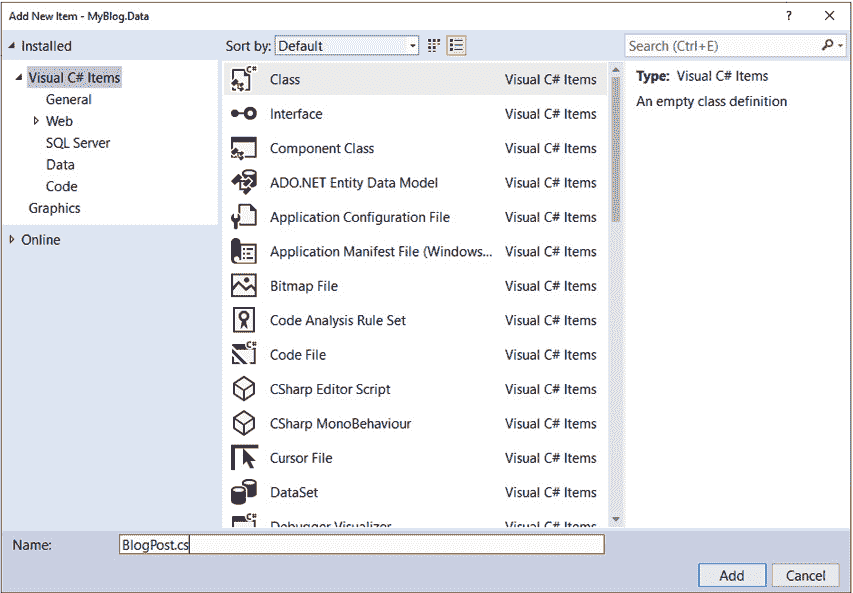 Add New Item - MyBlog.Data
? ×
Installed
Sort by: Default
Search (Ctrl+E)
Visual C# Items
General
Web
SQL Server
Data
Code
Graphics
Online
C# Class Visual C# Items
Interface Visual C# Items
Component Class Visual C# Items
ADO.NET Entity Data Model Visual C# Items
Application Configuration File Visual C# Items
Application Manifest File (Windows... Visual C# Items
Bitmap File Visual C# Items
Code Analysis Rule Set Visual C# Items
C# Code File Visual C# Items
CSharp Editor Script Visual C# Items
CSharp MonoBehaviour Visual C# Items
Cursor File Visual C# Items
DataSet Visual C# Items
C# Debugger Visualizer Visual C# Items
Type: Visual C# Items
An empty class definition
Name: BlogPost.cs
Add Cancel